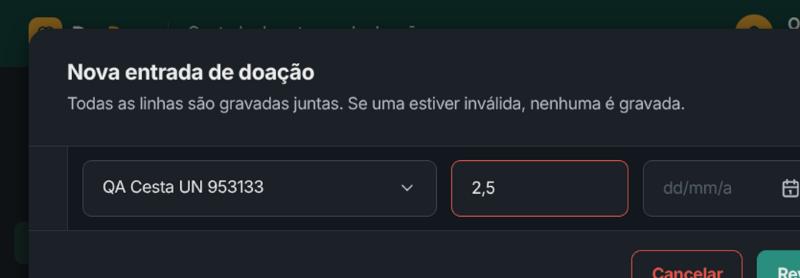 Nova entrada de doação
Todas as linhas são gravadas juntas. Se uma estiver inválida, nenhuma é gravada.
QA Cesta UN 953133
2,5
dd/mm/a
Cancelar
Rev